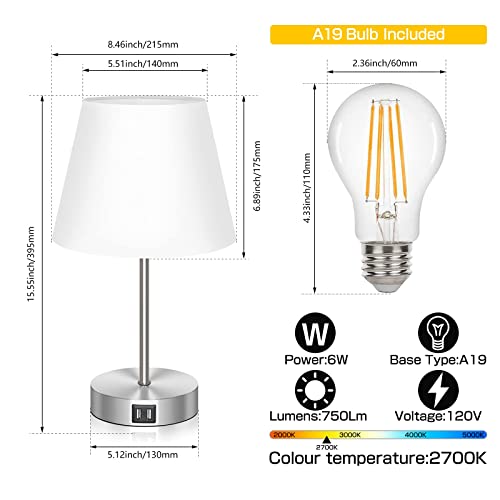 8.46inch/215mm
5.51inch/140mm
6.89inch/175mm
15.55inch/395mm
5.12inch/130mm
A19 Bulb Included
2.36inch/60mm
4.33inch/110mm
W
Power:6W
Base Type:A19
Lumens:750Lm
Voltage:120V
2000K 3000K 4000K 5000K
2700K
Colour temperature:2700K